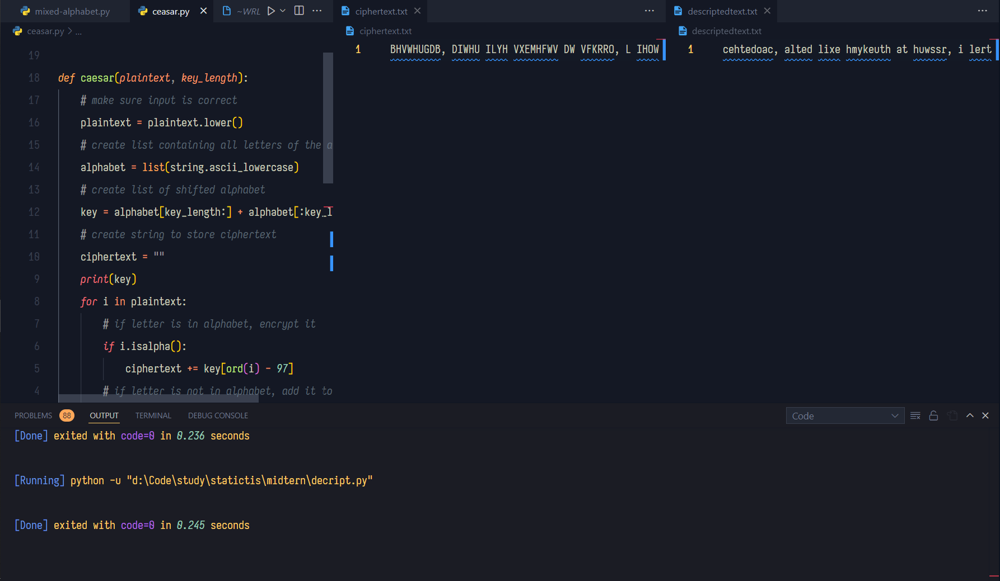 mixed-alphabet.py
ceasar.py
~WRL
ceasar.py > ...
19
18 def caesar(plaintext, key_length):
17 # make sure input is correct
16 plaintext = plaintext.lower()
15 # create list containing all letters of the a
14 alphabet = list(string.ascii_lowercase)
13 # create list of shifted alphabet
12 key = alphabet[key_length:] + alphabet[:key_l
11 # create string to store ciphertext
10 ciphertext = ""
9 print(key)
8 for i in plaintext:
7 # if letter is in alphabet, encrypt it
6 if i.isalpha():
5 ciphertext += key[ord(i) - 97]
4 # if letter is not in alphabet, add it to
ciphertext.txt
ciphertext.txt
1 BHVWHUGDB, DIWHU ILYH VXEMHFWV DW VFKRRO, L IHOW
descriptedtext.txt
descriptedtext.txt
1 cehtedoac, alted lixe hmykeuth at huwssr, i lert
PROBLEMS 88 OUTPUT TERMINAL DEBUG CONSOLE
Code
[Done] exited with code=0 in 0.236 seconds
[Running] python -u "d:\Code\study\statictis\midtern\decript.py"
[Done] exited with code=0 in 0.245 seconds